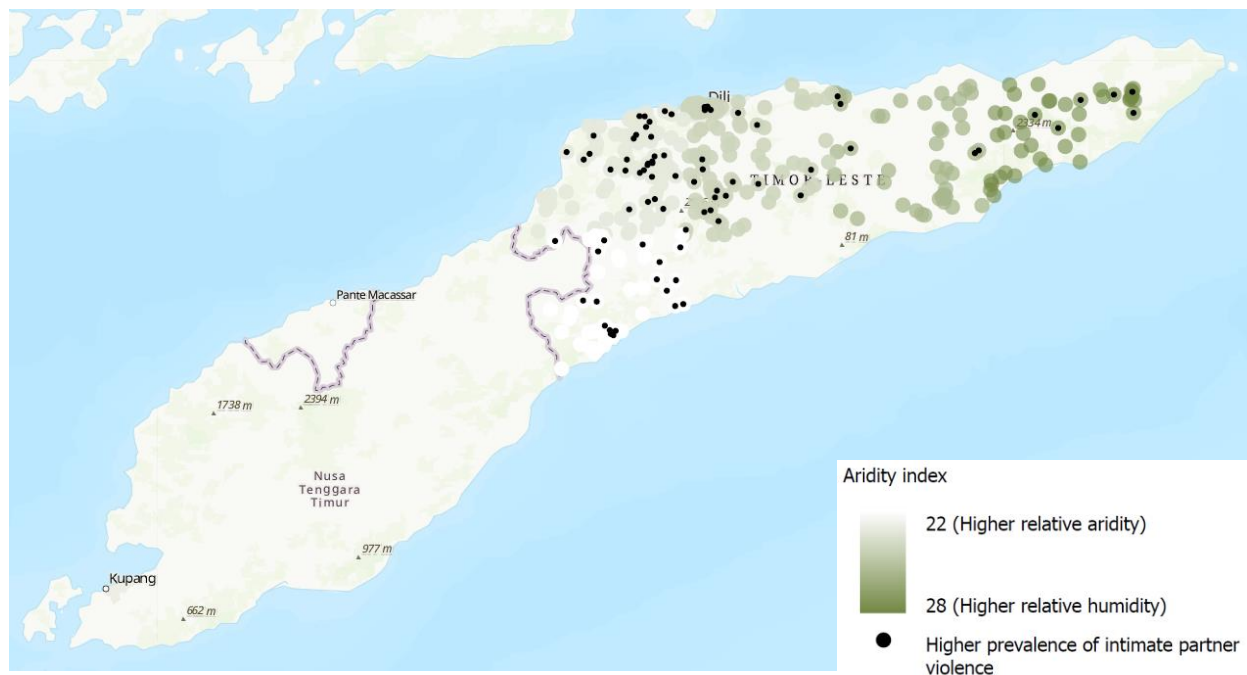 Dili
2334 m
TIMOR-LESTE
81 m
Pante Macassar
1738 m
2394 m
Nusa
Tenggara
Timur
977 m
Kupang
662 m
Aridity index
22 (Higher relative aridity)
28 (Higher relative humidity)
Higher prevalence of intimate partner
violence